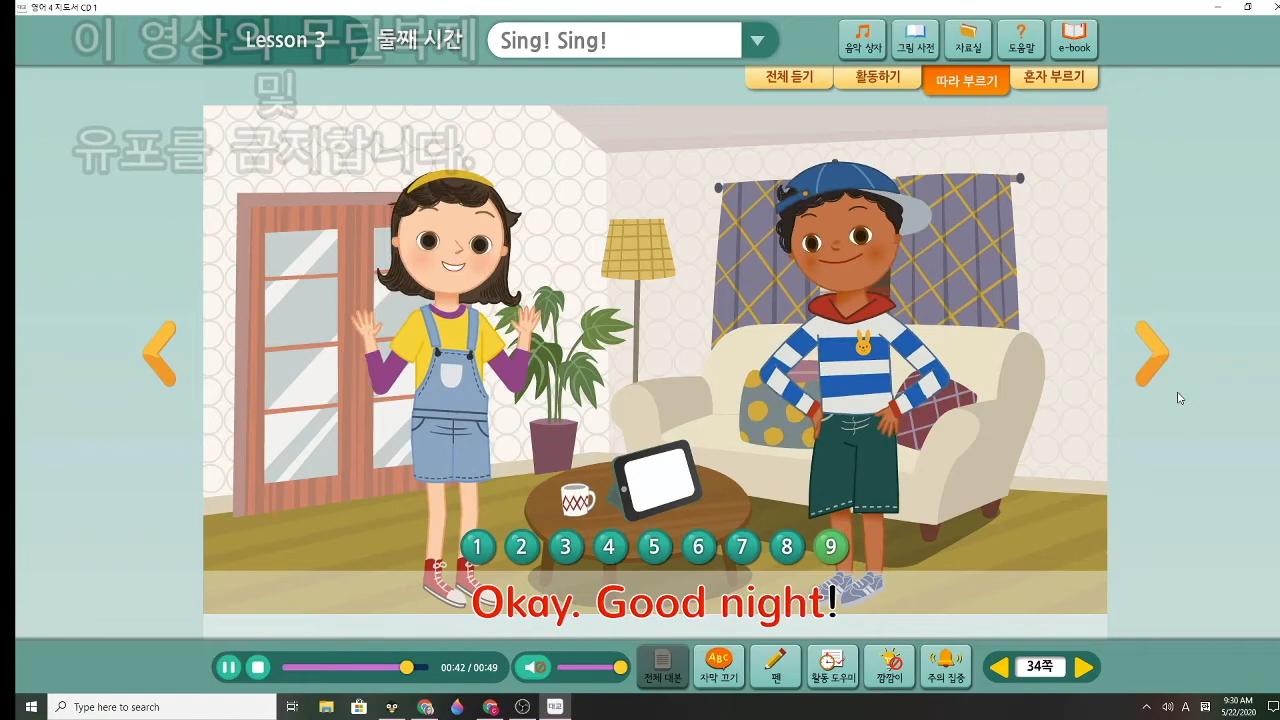 영어 4 지도서 CD 1
이 영상의 무단복제
및
유포를 금지합니다.
Lesson 3
둘째 시간
Sing! Sing!
음악 상자
그림 사전
자료실
도움말
e-book
전체 듣기
활동하기
따라 부르기
혼자 부르기
1 2 3 4 5 6 7 8 9
Okay. Good night!
00:42 / 00:49
전체 대본
ABC
자막 끄기
펜
활동 도우미
깜깜이
주의 집중
34쪽
Type here to search
A
9:30 AM
5/22/2020